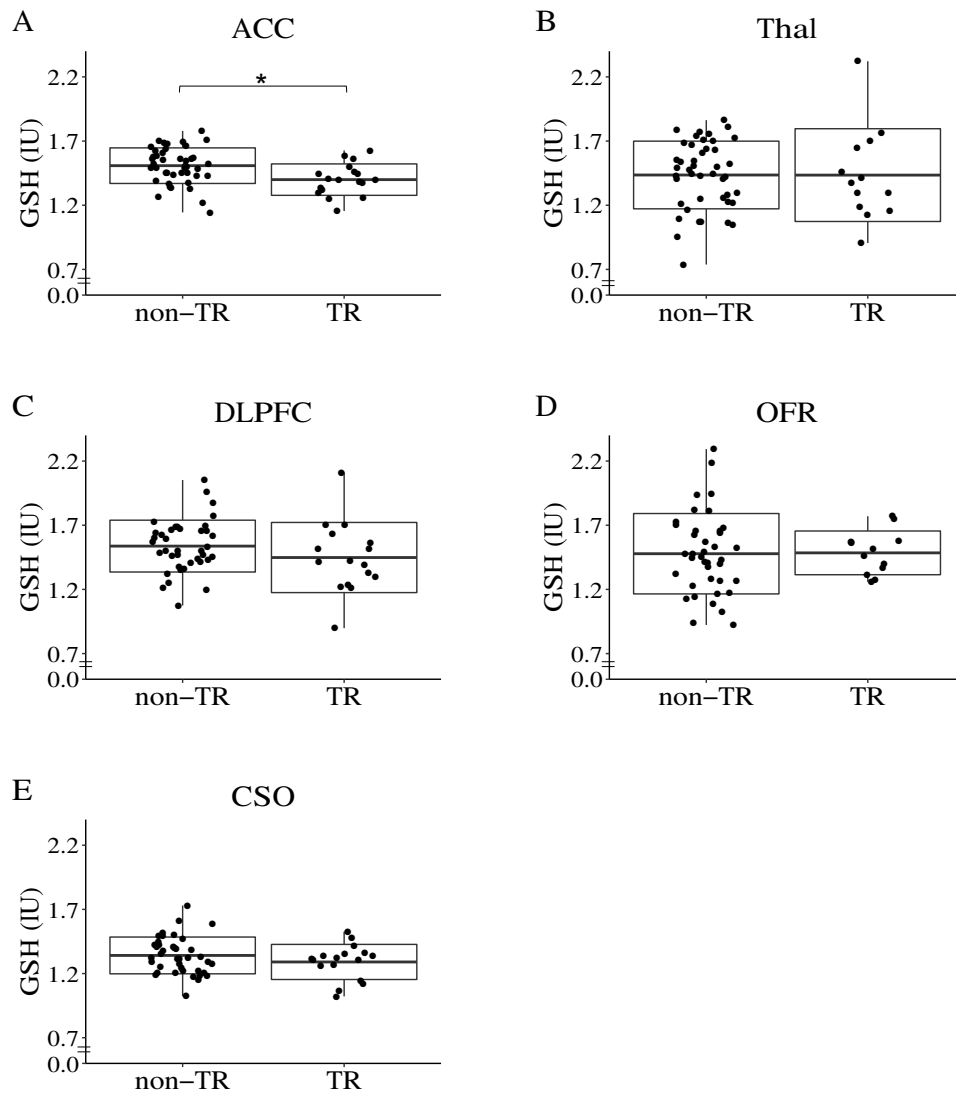 A
ACC
GSH (IU)
2.2
1.7
1.2
0.7
0.0
*
non−TR
TR
B
Thal
GSH (IU)
2.2
1.7
1.2
0.7
0.0
non−TR
TR
C
DLPFC
GSH (IU)
2.2
1.7
1.2
0.7
0.0
non−TR
TR
D
OFR
GSH (IU)
2.2
1.7
1.2
0.7
0.0
non−TR
TR
E
CSO
GSH (IU)
2.2
1.7
1.2
0.7
0.0
non−TR
TR